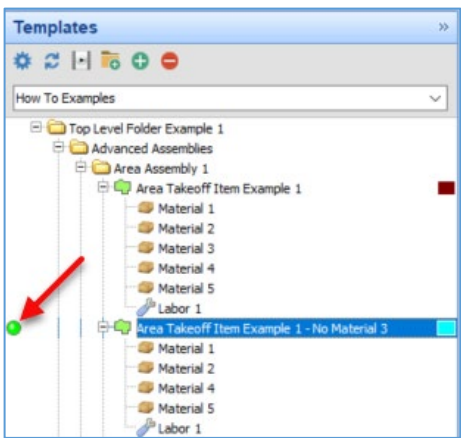 Templates
How To Examples
Top Level Folder Example 1
Advanced Assemblies
Area Assembly 1
Area Takeoff Item Example 1
Material 1
Material 2
Material 3
Material 4
Material 5
Labor 1
Area Takeoff Item Example 1 - No Material 3
Material 1
Material 2
Material 4
Material 5
Labor 1